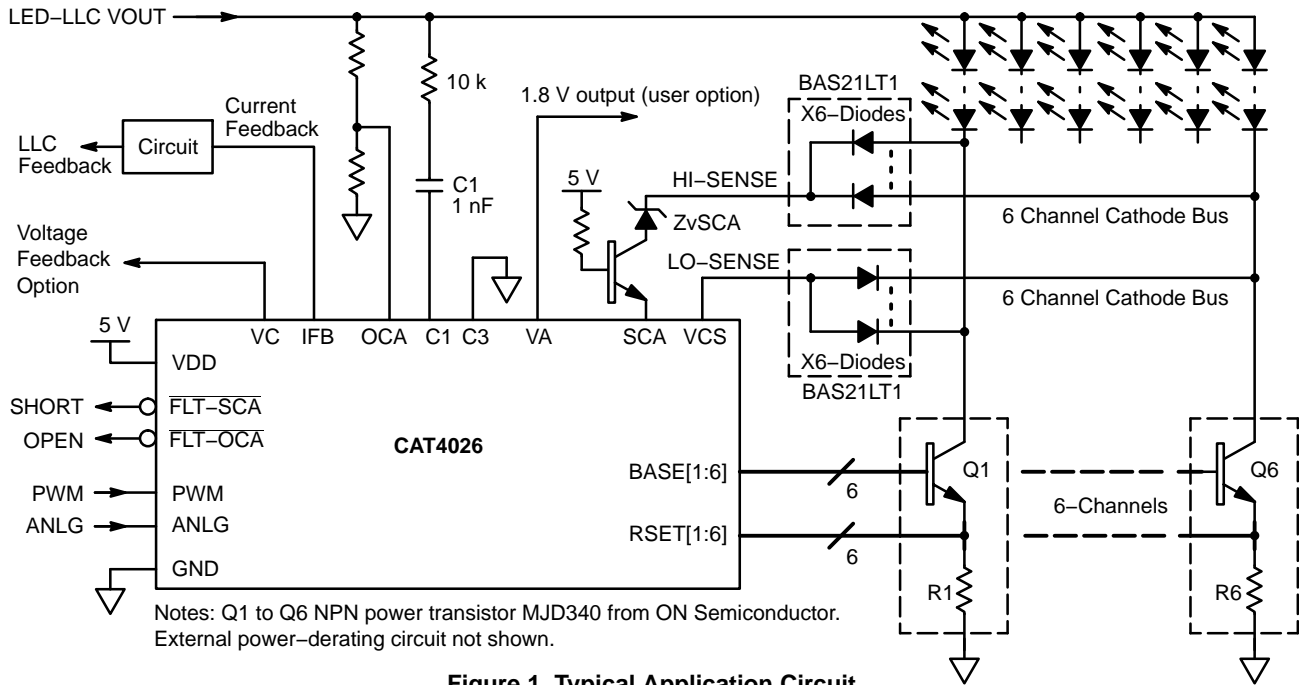 LED–LLC VOUT
10 k
1.8 V output (user option)
BAS21LT1
X6–Diodes
Current
Feedback
LLC
Feedback
Circuit
C1
1 nF
5 V
HI–SENSE
ZvSCA
6 Channel Cathode Bus
Voltage
Feedback
Option
LO–SENSE
6 Channel Cathode Bus
X6–Diodes
BAS21LT1
5 V
VC
IFB
OCA
C1
C3
VA
SCA
VCS
VDD
SHORT
FLT–SCA
OPEN
FLT–OCA
CAT4026
PWM
PWM
ANLG
ANLG
GND
BASE[1:6]
6
RSET[1:6]
6
Q1
6–Channels
Q6
R1
R6
Notes: Q1 to Q6 NPN power transistor MJD340 from ON Semiconductor.
External power–derating circuit not shown.
Figure 1. Typical Application Circuit